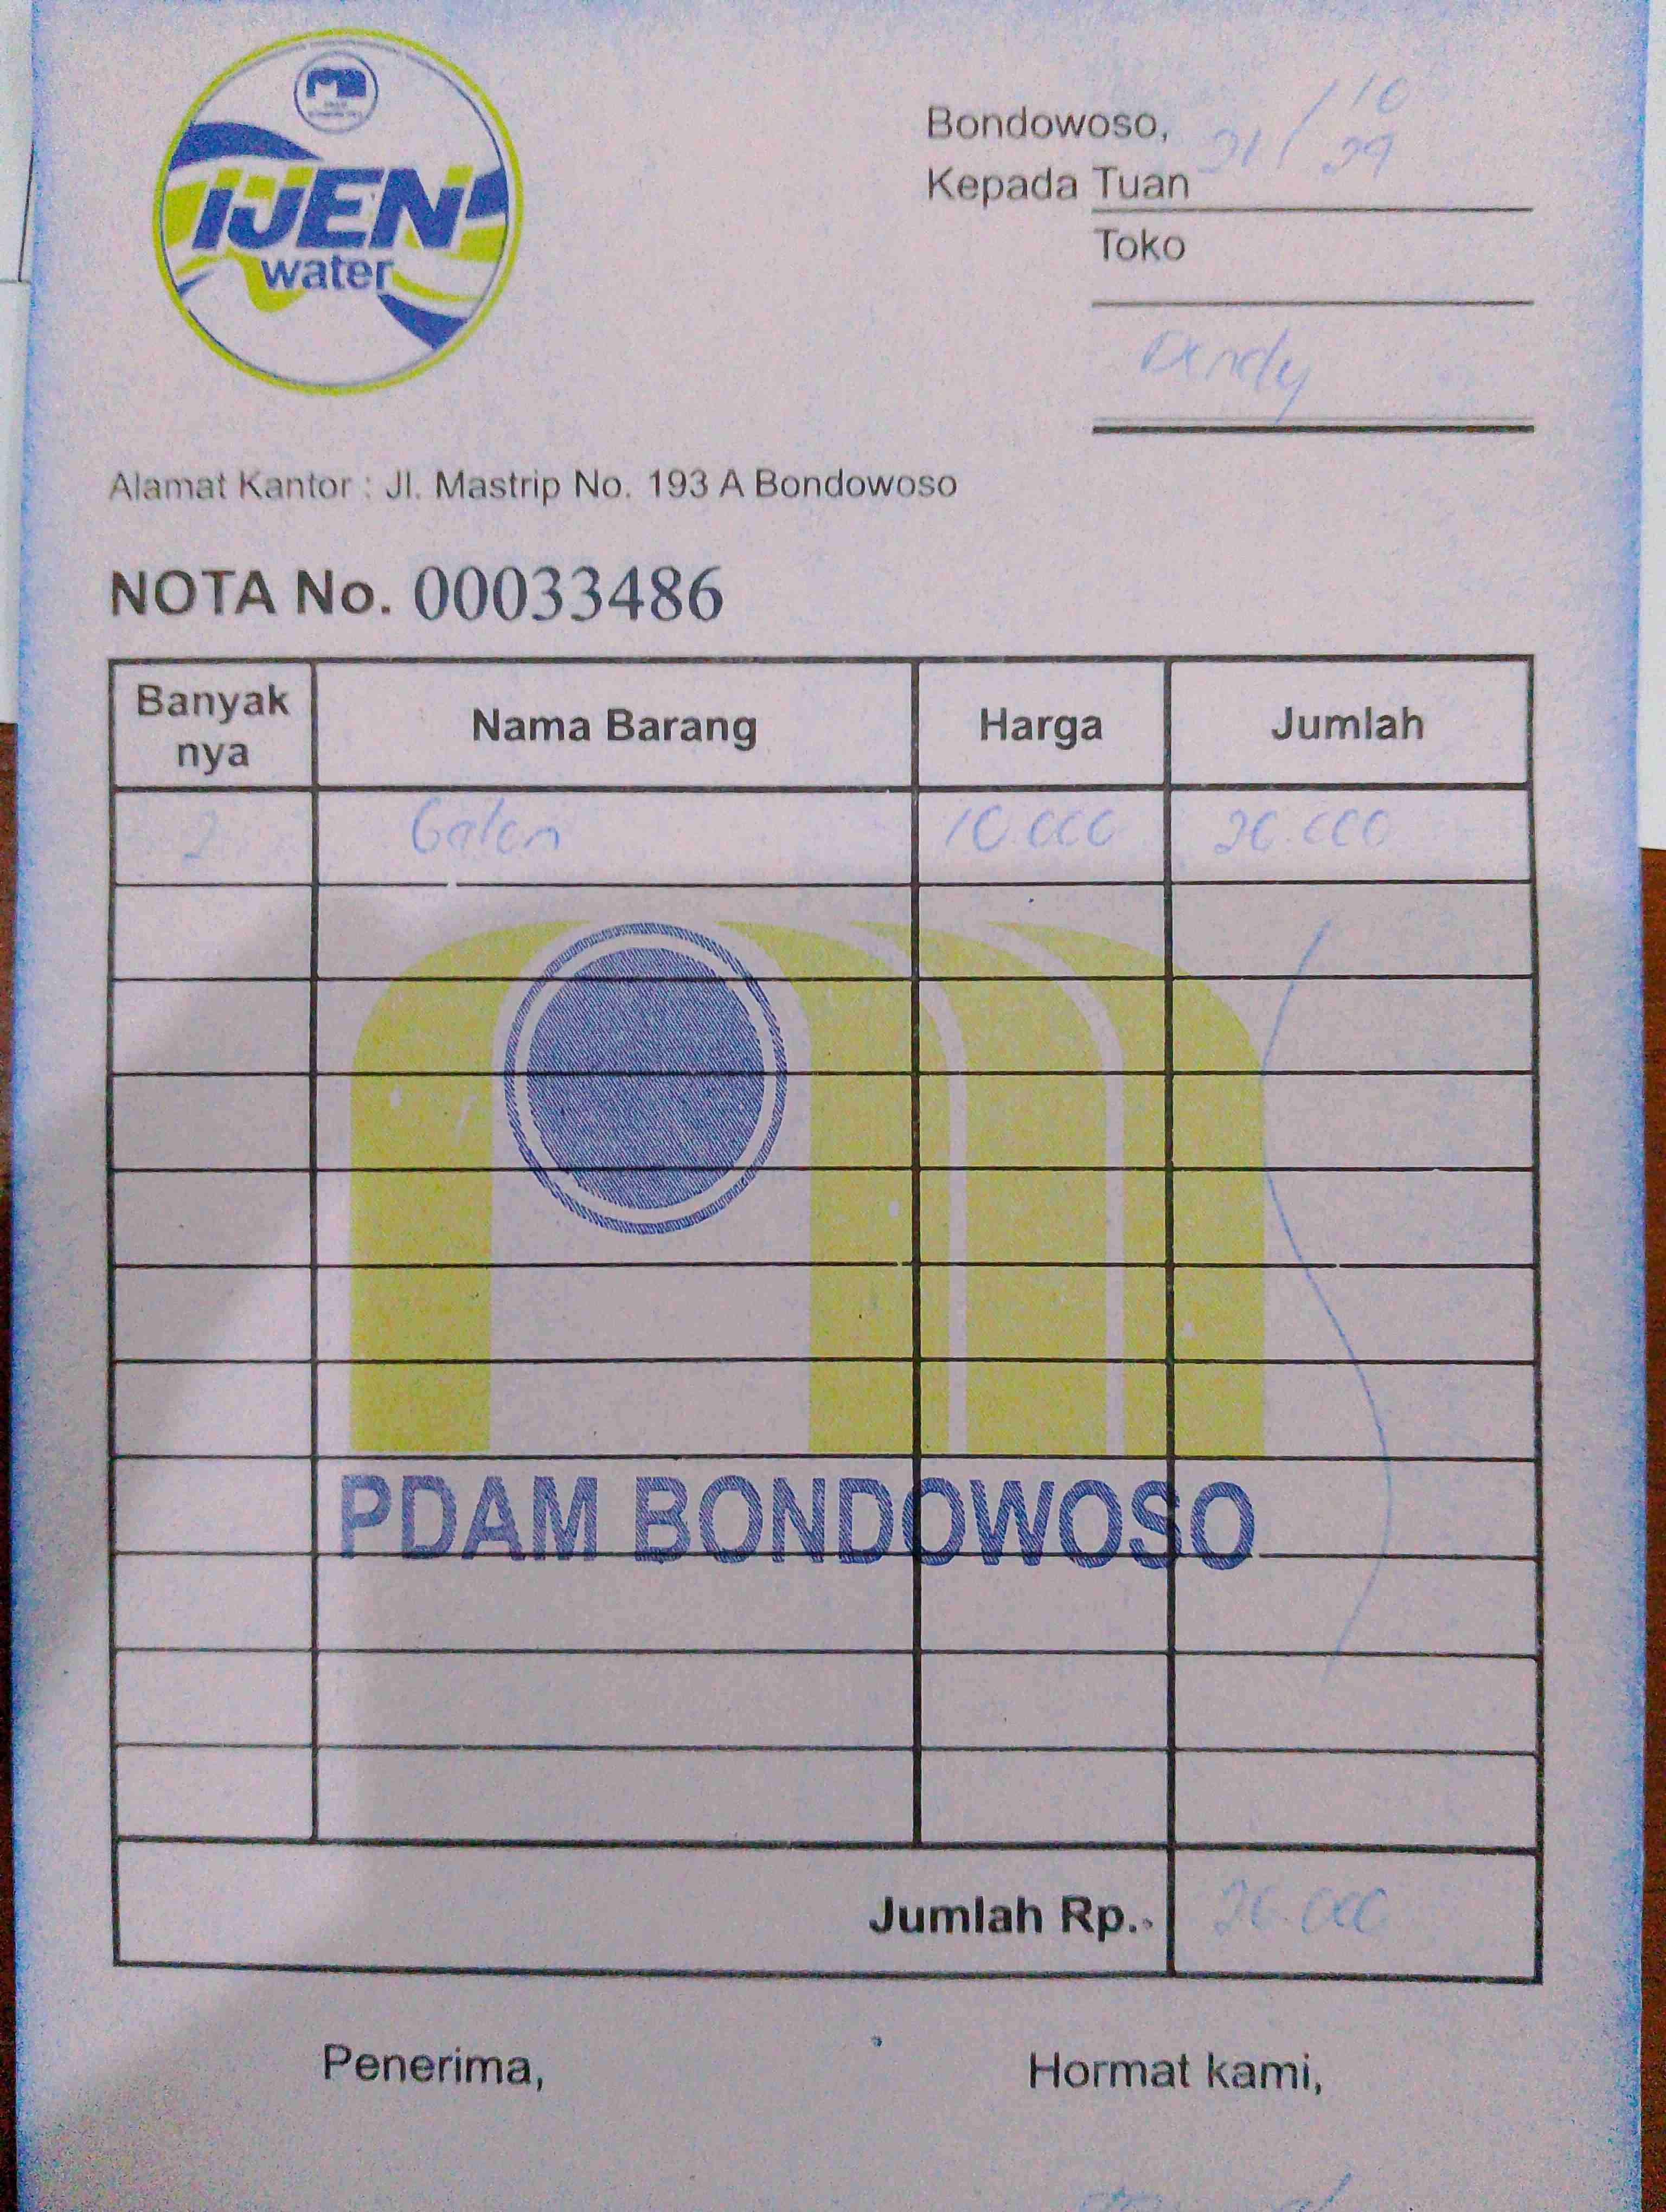 IJEN
water
Bondowoso, 21/10
Kepada Tuan
Toko
Dendy
Alamat Kantor : Jl. Mastrip No. 193 A Bondowoso
NOTA No. 00033486
Banyak nya Nama Barang Harga Jumlah
2 Galon 10.000 20.000
PDAM BONDOWOSO
Jumlah Rp. 20.000
Penerima, Hormat kami,